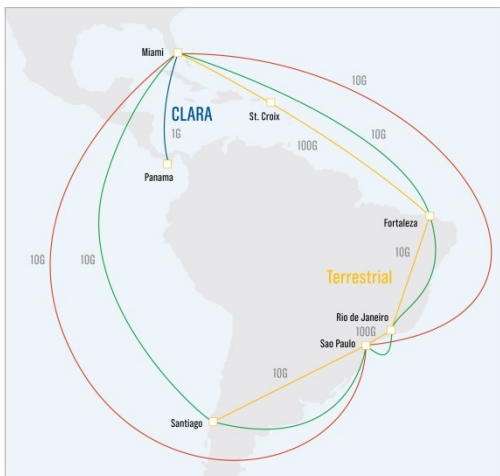 Miami
10G
CLARA
St. Croix
1G
10G
100G
Panama
Fortaleza
10G
10G
10G
Terrestrial
Rio de Janeiro
100G
Sao Paulo
10G
Santiago